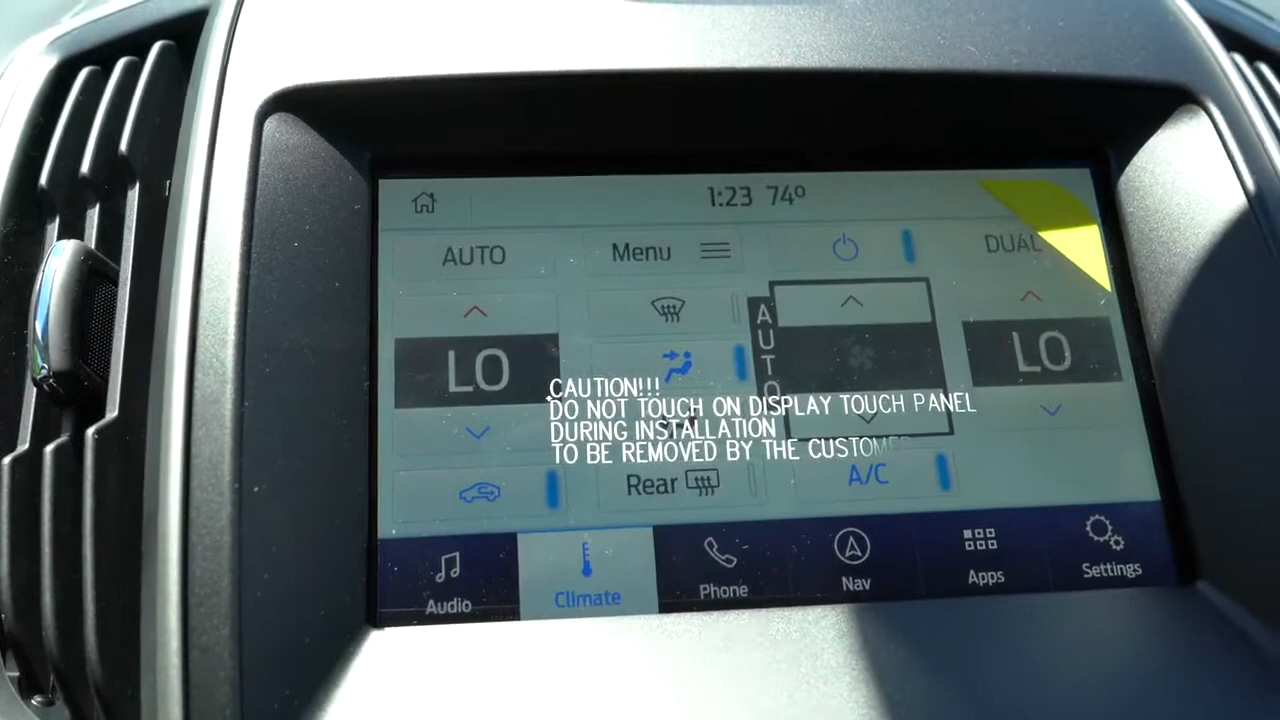 1:23 74°
AUTO Menu DUAL
LO
AUTO
LO
CAUTION!!!
DO NOT TOUCH ON DISPLAY TOUCH PANEL
DURING INSTALLATION
TO BE REMOVED BY THE CUSTOMER
Rear A/C
Audio Climate Phone Nav Apps Settings